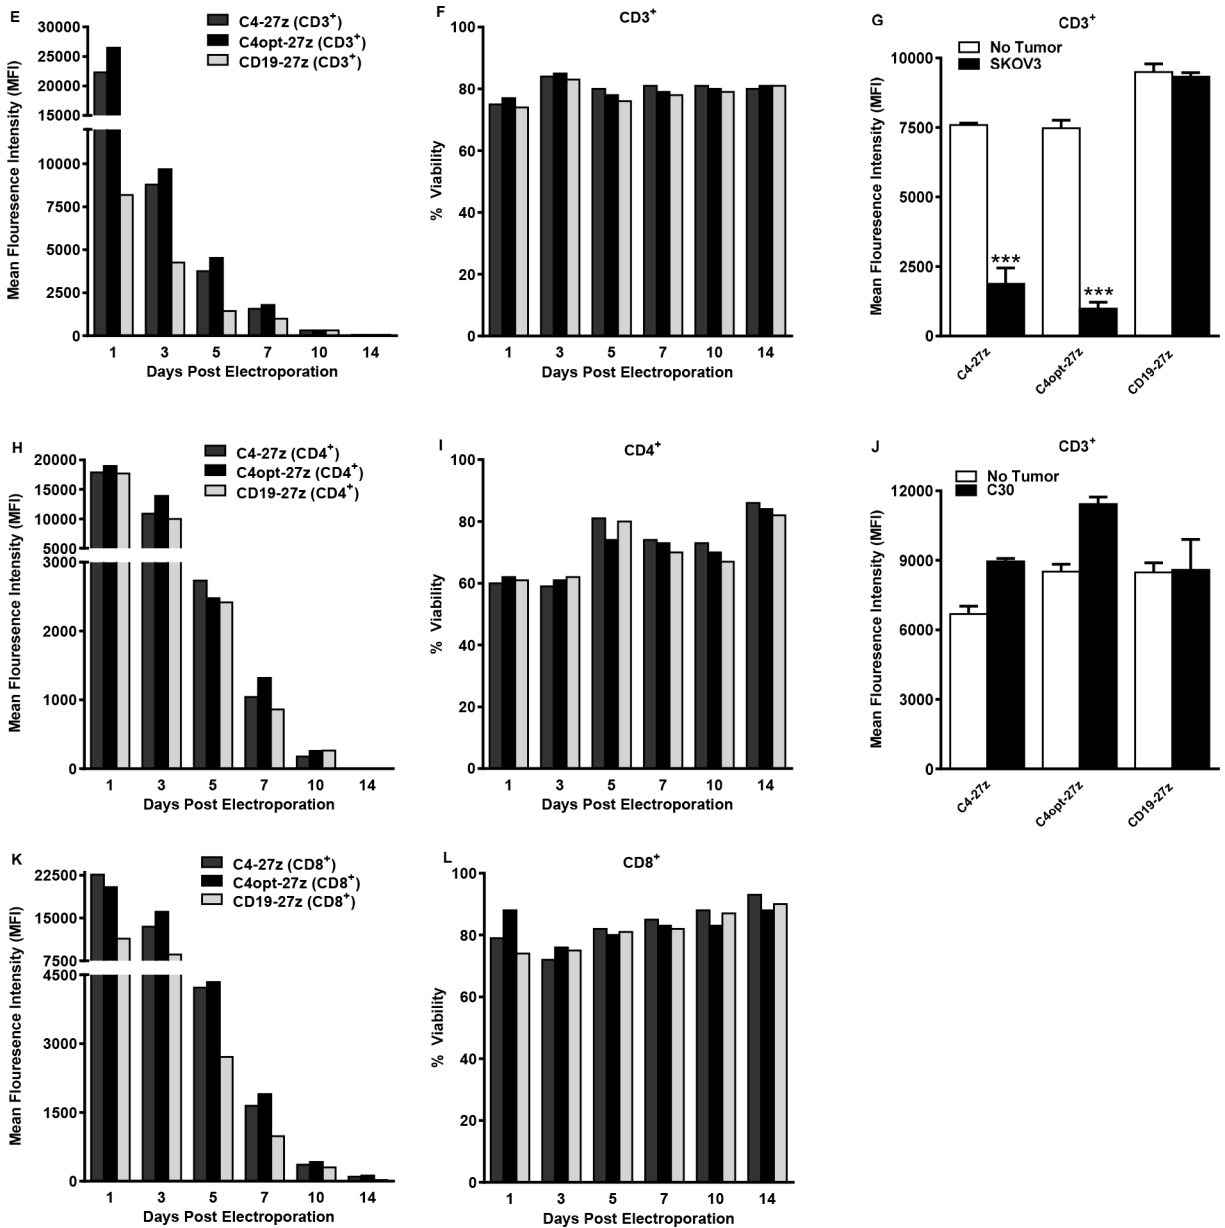 E
C4-27z (CD3+)
C4opt-27z (CD3+)
CD19-27z (CD3+)
Mean Flouresence Intensity (MFI)
30000
25000
20000
15000
10000
7500
5000
2500
0
1 3 5 7 10 14
Days Post Electroporation
F
CD3+
% Viability
100
80
60
40
20
0
1 3 5 7 10 14
Days Post Electroporation
G
CD3+
No Tumor
SKOV3
Mean Flouresence Intensity (MFI)
10000
7500
5000
2500
0
***
***
C4-27z
C4opt-27z
CD19-27z
H
C4-27z (CD4+)
C4opt-27z (CD4+)
CD19-27z (CD4+)
Mean Flouresence Intensity (MFI)
20000
15000
10000
5000
3000
2000
1000
0
1 3 5 7 10 14
Days Post Electroporation
I
CD4+
% Viability
100
80
60
40
20
0
1 3 5 7 10 14
Days Post Electroporation
J
CD3+
No Tumor
C30
Mean Flouresence Intensity (MFI)
12000
9000
6000
3000
0
C4-27z
C4opt-27z
CD19-27z
K
C4-27z (CD8+)
C4opt-27z (CD8+)
CD19-27z (CD8+)
Mean Flouresence Intensity (MFI)
22500
15000
7500
4500
3000
1500
0
1 3 5 7 10 14
Days Post Electroporation
L
CD8+
% Viability
100
80
60
40
20
0
1 3 5 7 10 14
Days Post Electroporation